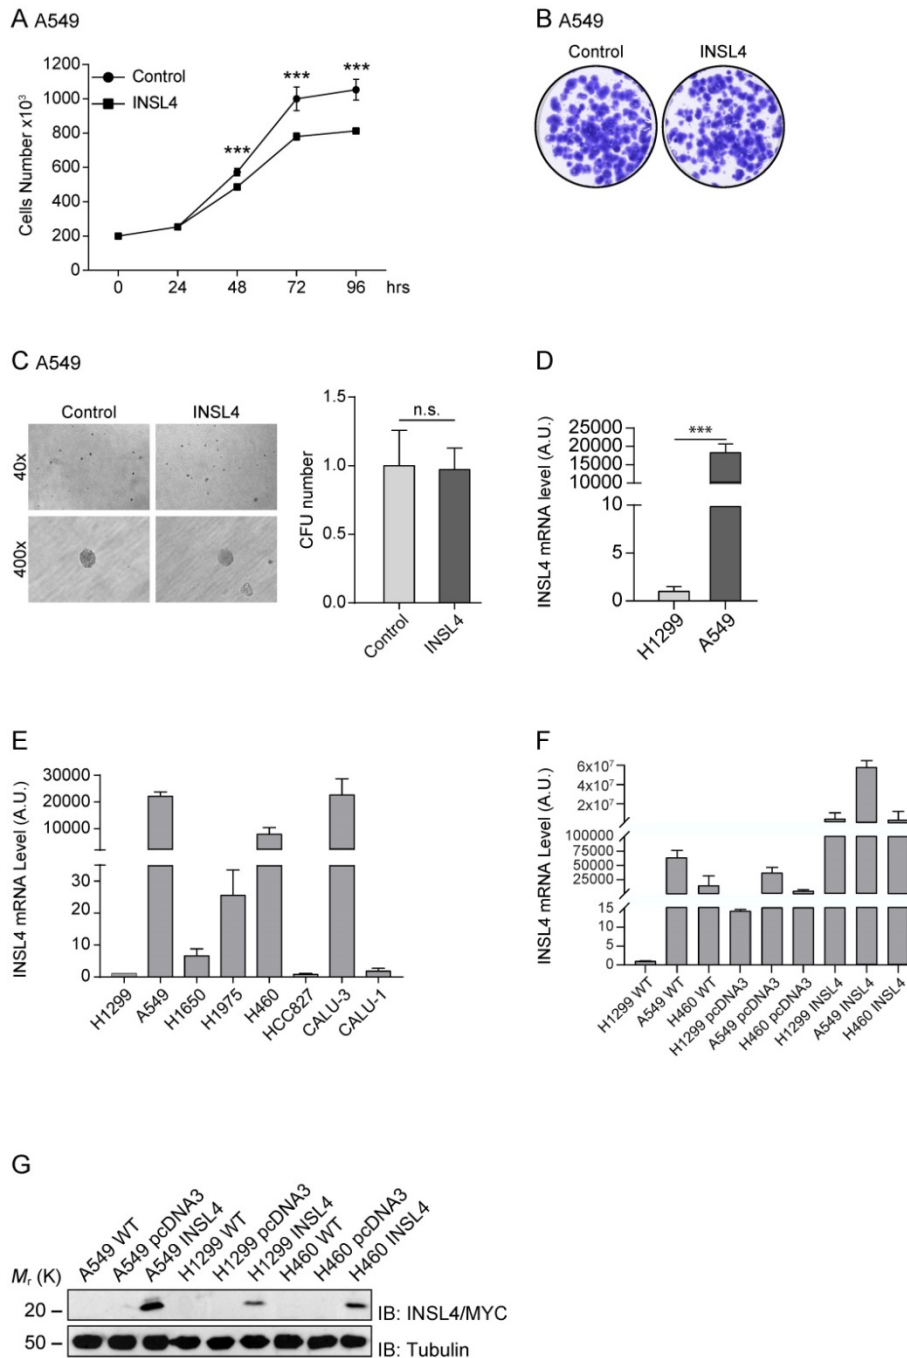 A A549
Cells Number x10³
1200
1000
800
600
400
200
0
Control
INSL4
***
***
***
0 24 48 72 96 hrs
B A549
Control INSL4
C A549
Control INSL4
40x
400x
CFU number
1.5
1.0
0.5
0.0
n.s.
Control INSL4
D
INSL4 mRNA level (A.U.)
25000
20000
15000
10000
10
5
0
***
H1299 A549
E
INSL4 mRNA Level (A.U.)
30000
20000
10000
30
20
10
0
H1299 A549 H1650 H1975 H460 HCC827 CALU-3 CALU-1
F
INSL4 mRNA Level (A.U.)
6x10⁷
4x10⁷
2x10⁷
100000
75000
50000
25000
15
10
5
0
H1299 WT A549 WT H460 WT H1299 pcDNA3 A549 pcDNA3 H460 pcDNA3 H1299 INSL4 A549 INSL4 H460 INSL4
G
A549 WT A549 pcDNA3 A549 INSL4 H1299 WT H1299 pcDNA3 H1299 INSL4 H460 WT H460 pcDNA3 H460 INSL4
Mr (K)
20 – IB: INSL4/MYC
50 – IB: Tubulin